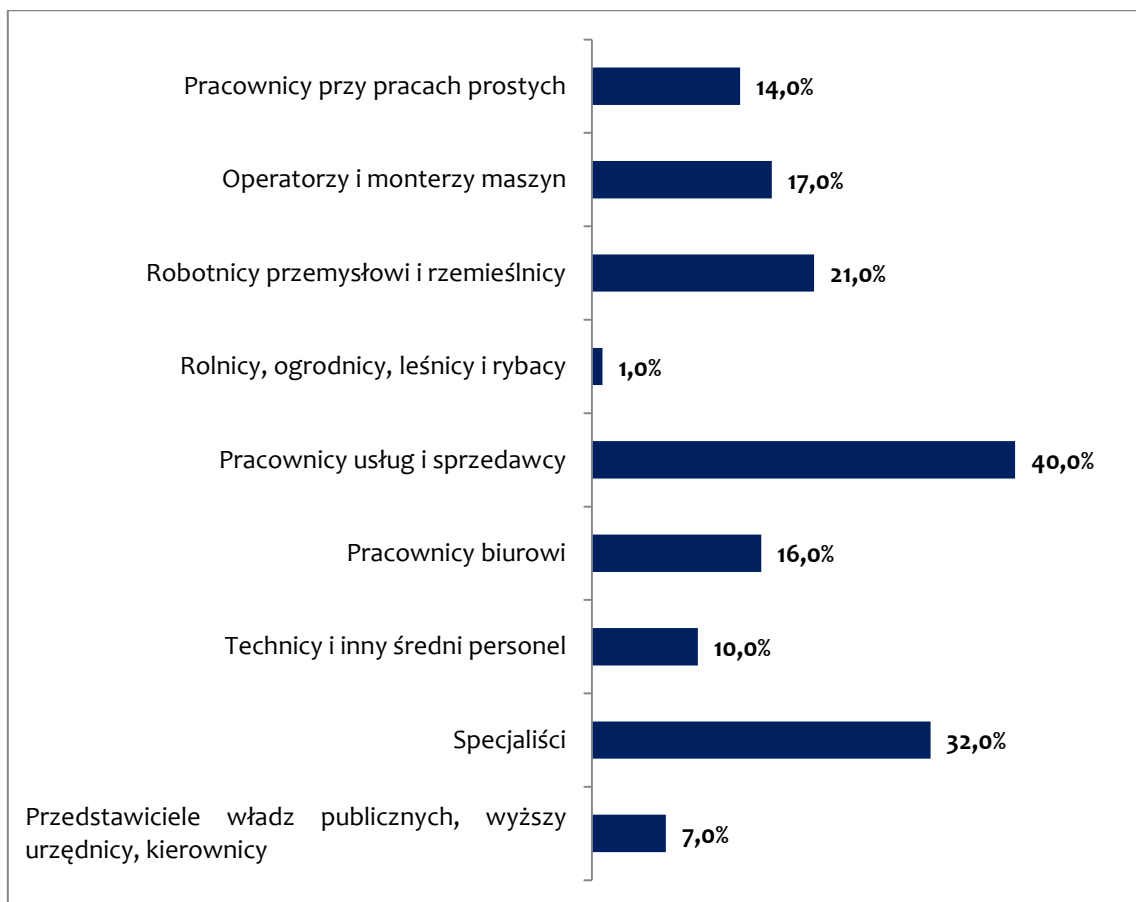 Pracownicy przy pracach prostych 14,0%
Operatorzy i monterzy maszyn 17,0%
Robotnicy przemysłowi i rzemieślnicy 21,0%
Rolnicy, ogrodnicy, leśnicy i rybacy 1,0%
Pracownicy usług i sprzedawcy 40,0%
Pracownicy biurowi 16,0%
Technicy i inny średni personel 10,0%
Specjaliści 32,0%
Przedstawiciele władz publicznych, wyższy
urzędnicy, kierownicy 7,0%